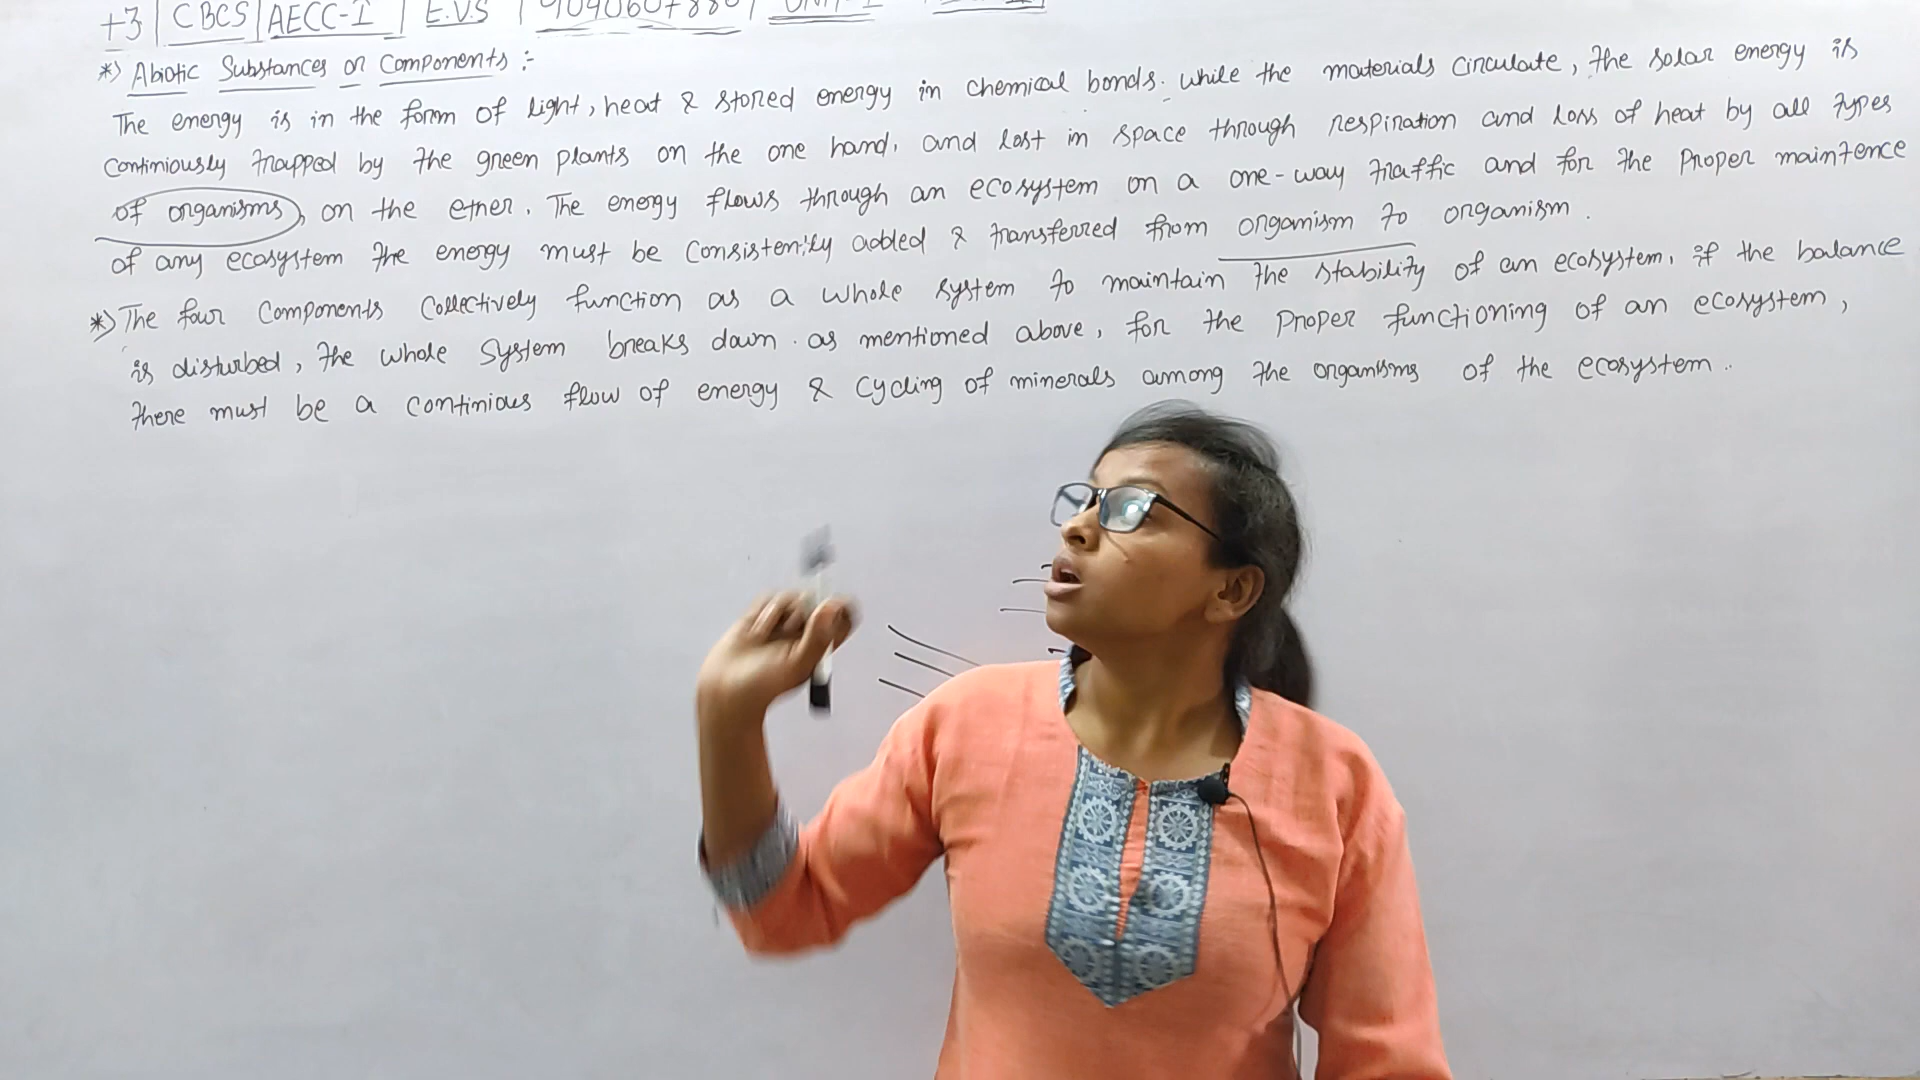 +3 | CBCS | AECC-I | E.V.S |
*) Abiotic Substances or Components :-
The energy is in the form of light, heat & stored energy in chemical bonds. while the materials circulate, the solar energy is
continiously trapped by the green plants on the one hand, and lost in space through respiration and loss of heat by all types
of organisms, on the other. The energy flows through an ecosystem on a one-way traffic and for the proper maintence
of any ecosystem the energy must be consistently added & transferred from organism to organism.
*) The four components collectively function as a whole system to maintain the stability of an ecosystem, if the balance
is disturbed, the whole system breaks down. as mentioned above, for the proper functioning of an ecosystem,
there must be a continious flow of energy & cycling of minerals among the organisms of the ecosystem..